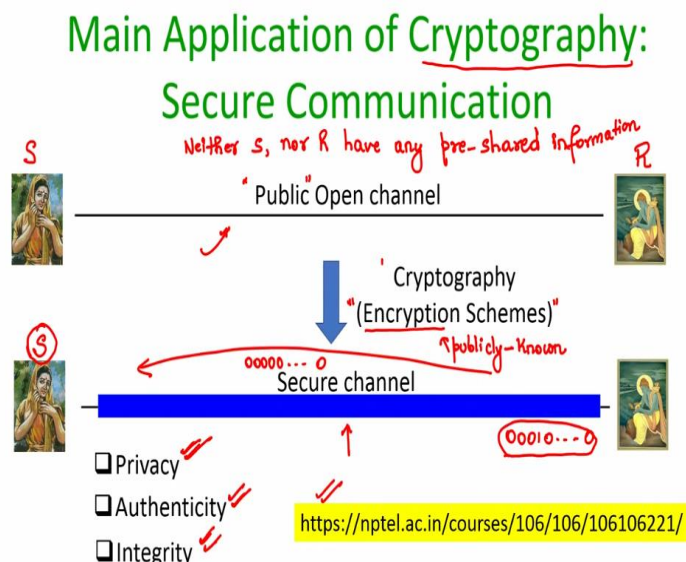 Main Application of Cryptography:
Secure Communication
Neither S, nor R have any pre-shared information
S
R
"Public" Open channel
Cryptography
"(Encryption Schemes)"
publicly-known
S
00000... 0
Secure channel
00010...0
❑Privacy
❑Authenticity
❑Integrity
https://nptel.ac.in/courses/106/106/106106221/